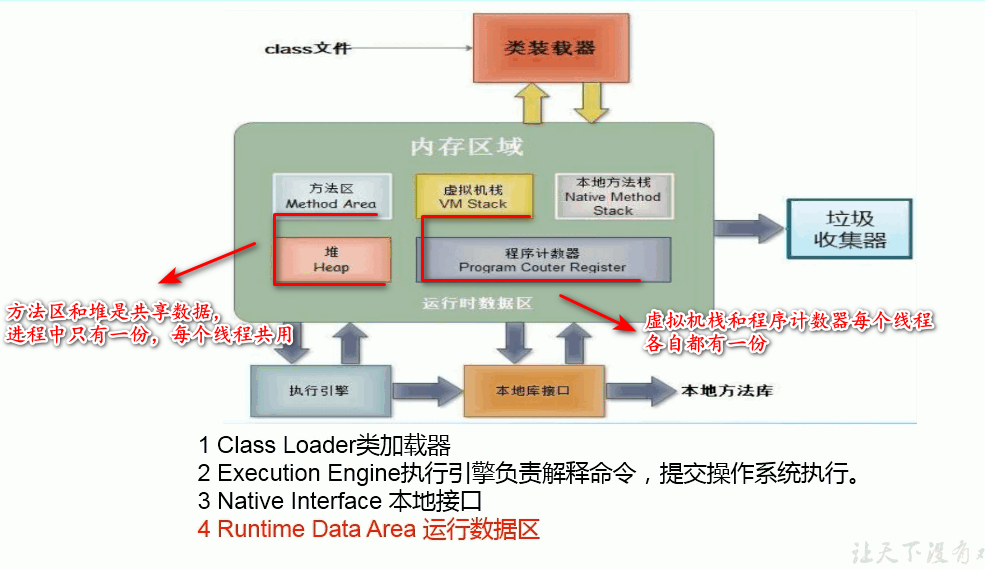 class文件
类装载器
内存区域
方法区
Method Area
虚拟机栈
VM Stack
本地方法栈
Native Method
Stack
堆
Heap
程序计数器
Program Couter Register
运行时数据区
垃圾
收集器
方法区和堆是共享数据,
进程中只有一份，每个线程共用
虚拟机栈和程序计数器每个线程
各自都有一份
执行引擎
本地库接口
本地方法库
1 Class Loader类加载器
2 Execution Engine执行引擎负责解释命令，提交操作系统执行。
3 Native Interface 本地接口
4 Runtime Data Area 运行数据区
让天下没有